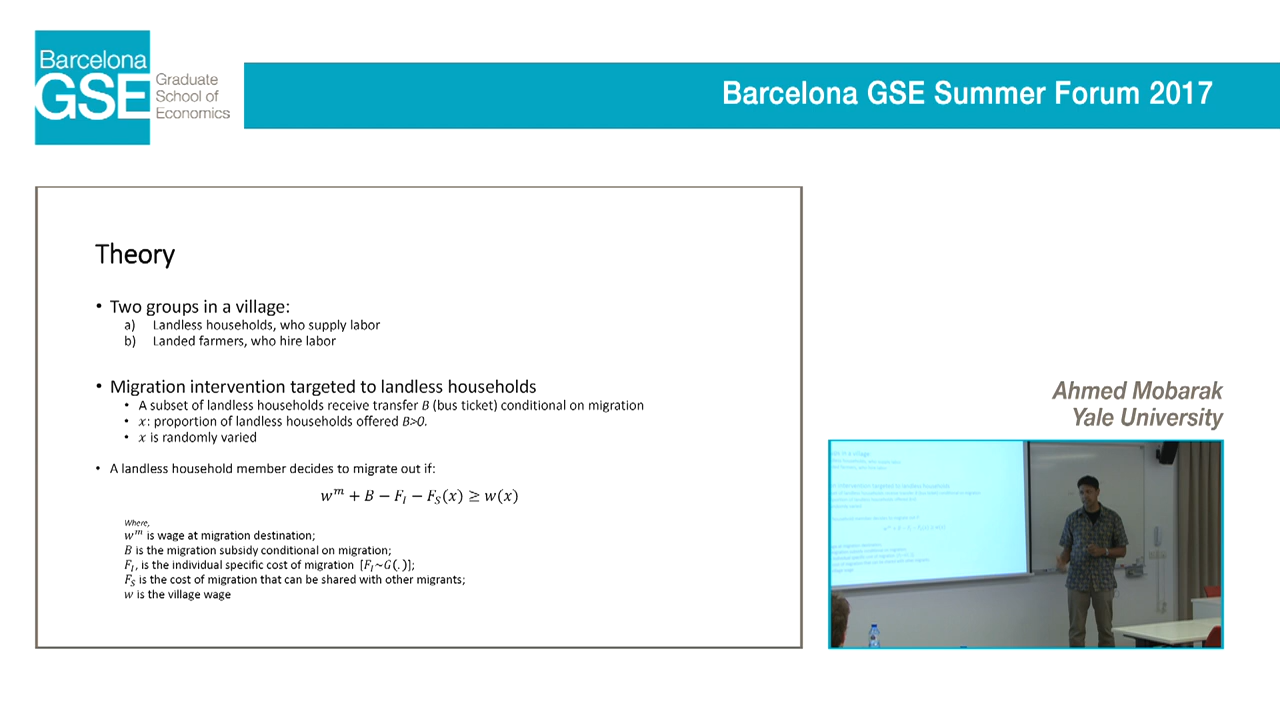 Barcelona
GSE
Graduate
School of
Economics
Barcelona GSE Summer Forum 2017
Theory
• Two groups in a village:
a) Landless households, who supply labor
b) Landed farmers, who hire labor
• Migration intervention targeted to landless households
• A subset of landless households receive transfer B (bus ticket) conditional on migration
• x: proportion of landless households offered B>0.
• x is randomly varied
• A landless household member decides to migrate out if:
wᵐ + B − F_I − F_S(x) ≥ w(x)
Where,
wᵐ is wage at migration destination;
B is the migration subsidy conditional on migration;
F_I, is the individual specific cost of migration [F_I~G(.)];
F_S is the cost of migration that can be shared with other migrants;
w is the village wage
Ahmed Mobarak
Yale University